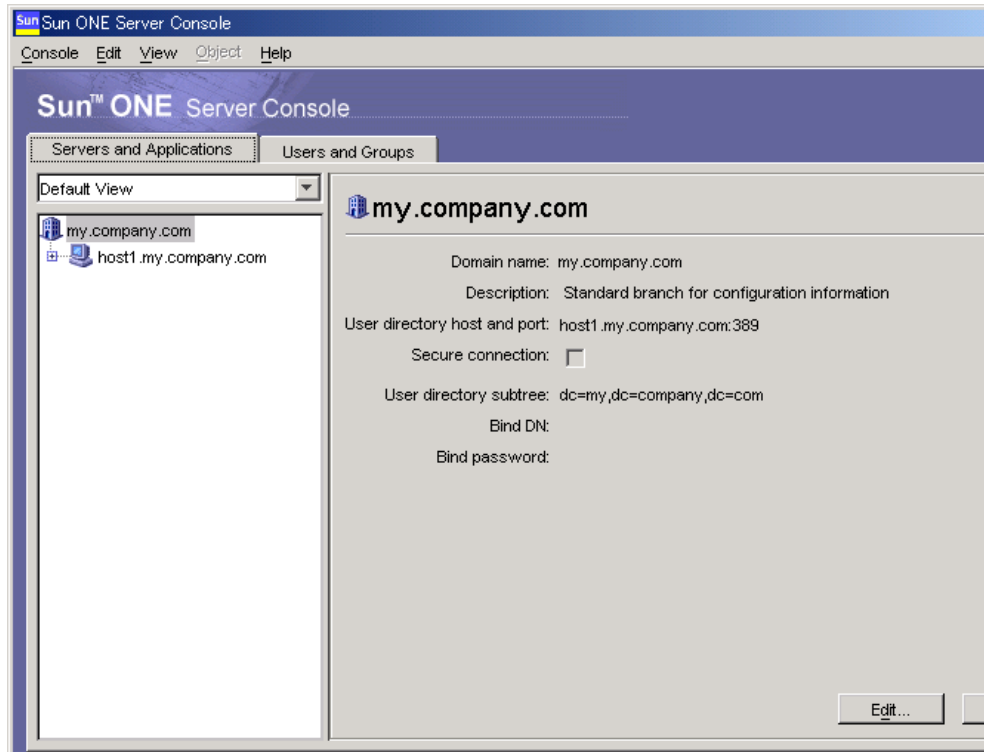 Sun Sun ONE Server Console
Console Edit View Object Help
Sun™ ONE Server Console
Servers and Applications Users and Groups
Default View
my.company.com
host1.my.company.com
my.company.com
Domain name: my.company.com
Description: Standard branch for configuration information
User directory host and port: host1.my.company.com:389
Secure connection:
User directory subtree: dc=my,dc=company,dc=com
Bind DN:
Bind password:
Edit...